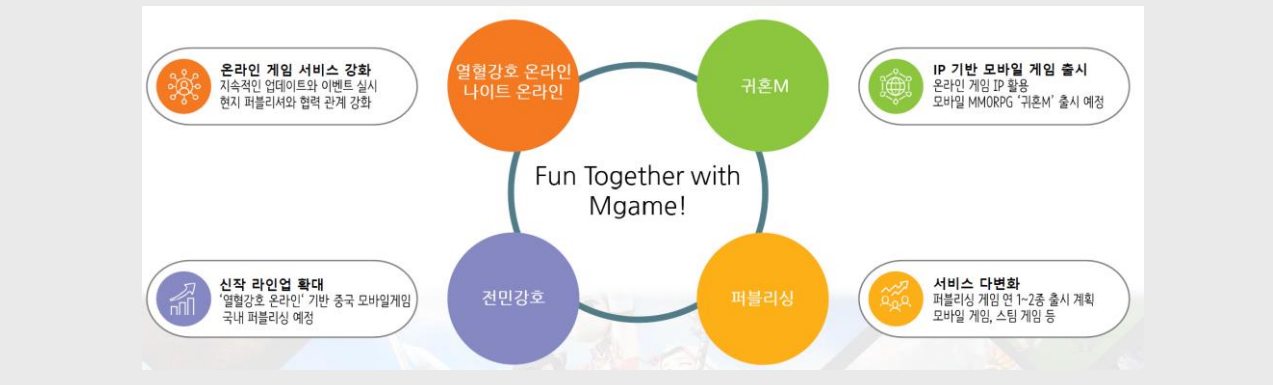 온라인 게임 서비스 강화
지속적인 업데이트와 이벤트 실시
현지 퍼블리셔와 협력 관계 강화
열혈강호 온라인
나이트 온라인
귀혼M
IP 기반 모바일 게임 출시
온라인 게임 IP 활용
모바일 MMORPG '귀혼M' 출시 예정
Fun Together with
Mgame!
신작 라인업 확대
'열혈강호 온라인' 기반 중국 모바일게임
국내 퍼블리싱 예정
전민강호
퍼블리싱
서비스 다변화
퍼블리싱 게임 연 1~2종 출시 계획
모바일 게임, 스팀 게임 등